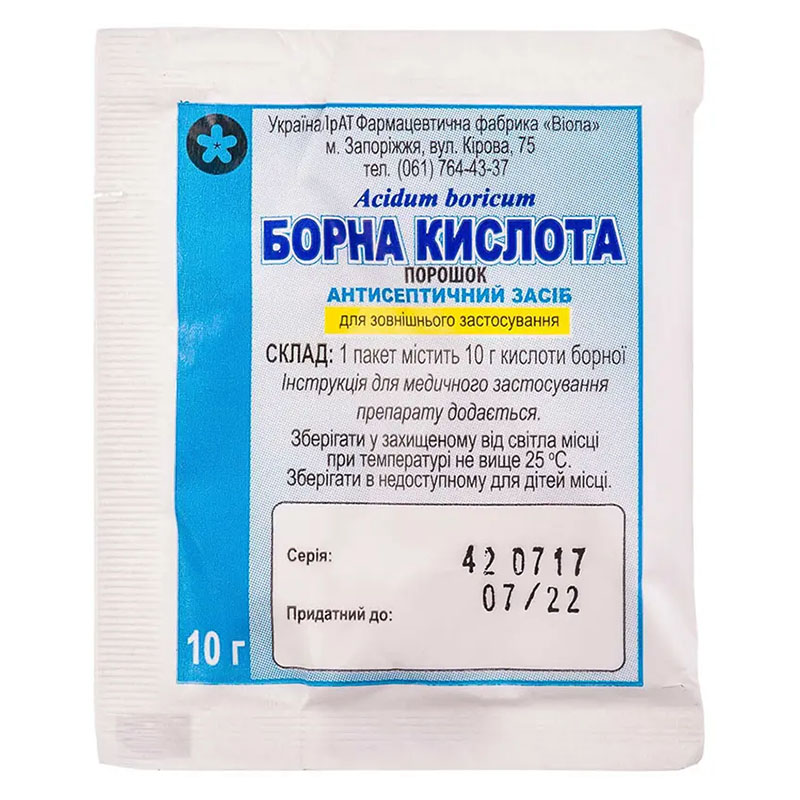 Україна ПрАТ Фармацевтична фабрика «Віола»
м. Запоріжжя, вул. Кірова, 75
тел. (061) 764-43-37
Acidum boricum
БОРНА КИСЛОТА
ПОРОШОК
АНТИСЕПТИЧНИЙ ЗАСІБ
для зовнішнього застосування
СКЛАД: 1 пакет містить 10 г кислоти борної
Інструкція для медичного застосування
препарату додається.
Зберігати у захищеному від світла місці
при температурі не вище 25 ºС.
Зберігати в недоступному для дітей місці.
Серія: 42 0717
Придатний до: 07/22
10 г